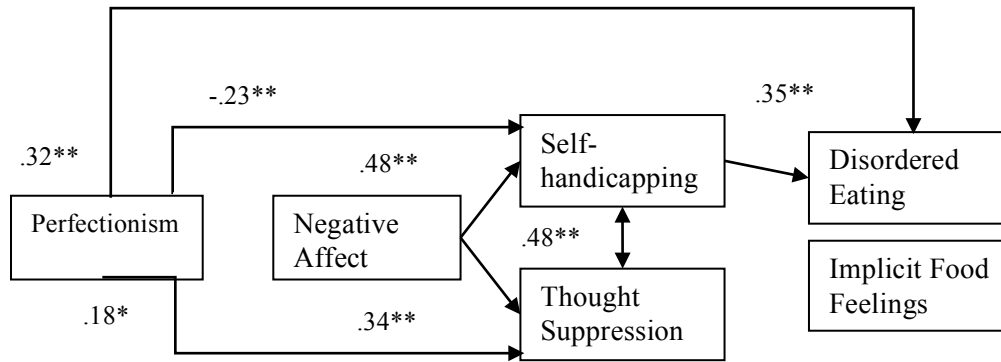 -.23**
.35**
.32**
.48**
Self-
handicapping
Disordered
Eating
Perfectionism
Negative
Affect
.48**
Implicit Food
Feelings
.18*
.34**
Thought
Suppression